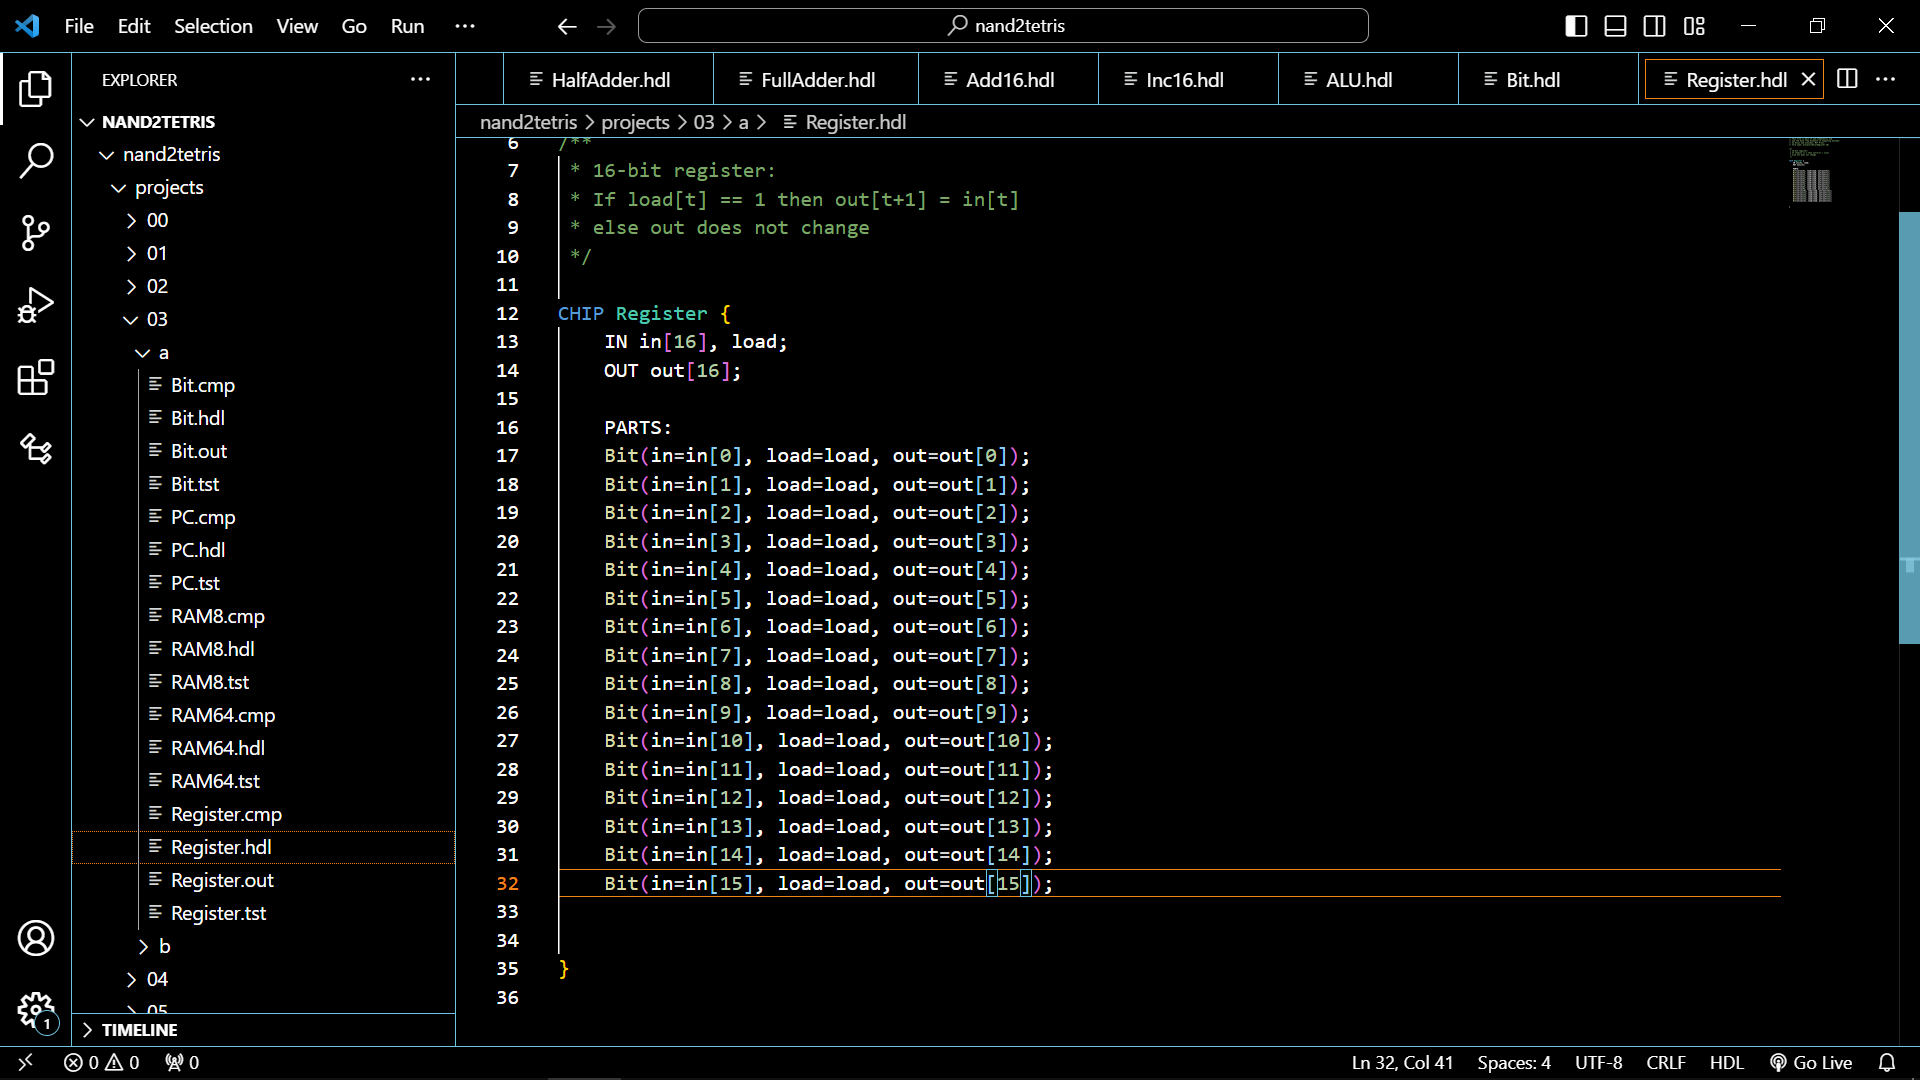 File Edit Selection View Go Run ··· nand2tetris
EXPLORER ···
NAND2TETRIS
nand2tetris
projects
00
01
02
03
a
Bit.cmp
Bit.hdl
Bit.out
Bit.tst
PC.cmp
PC.hdl
PC.tst
RAM8.cmp
RAM8.hdl
RAM8.tst
RAM64.cmp
RAM64.hdl
RAM64.tst
Register.cmp
Register.hdl
Register.out
Register.tst
b
04
05
TIMELINE
1
HalfAdder.hdl FullAdder.hdl Add16.hdl Inc16.hdl ALU.hdl Bit.hdl Register.hdl ···
nand2tetris > projects > 03 > a > Register.hdl
6 /**
7 * 16-bit register:
8 * If load[t] == 1 then out[t+1] = in[t]
9 * else out does not change
10 */
11
12 CHIP Register {
13 IN in[16], load;
14 OUT out[16];
15
16 PARTS:
17 Bit(in=in[0], load=load, out=out[0]);
18 Bit(in=in[1], load=load, out=out[1]);
19 Bit(in=in[2], load=load, out=out[2]);
20 Bit(in=in[3], load=load, out=out[3]);
21 Bit(in=in[4], load=load, out=out[4]);
22 Bit(in=in[5], load=load, out=out[5]);
23 Bit(in=in[6], load=load, out=out[6]);
24 Bit(in=in[7], load=load, out=out[7]);
25 Bit(in=in[8], load=load, out=out[8]);
26 Bit(in=in[9], load=load, out=out[9]);
27 Bit(in=in[10], load=load, out=out[10]);
28 Bit(in=in[11], load=load, out=out[11]);
29 Bit(in=in[12], load=load, out=out[12]);
30 Bit(in=in[13], load=load, out=out[13]);
31 Bit(in=in[14], load=load, out=out[14]);
32 Bit(in=in[15], load=load, out=out[15]);
33
34
35 }
36
0 0 0 Ln 32, Col 41 Spaces: 4 UTF-8 CRLF HDL Go Live